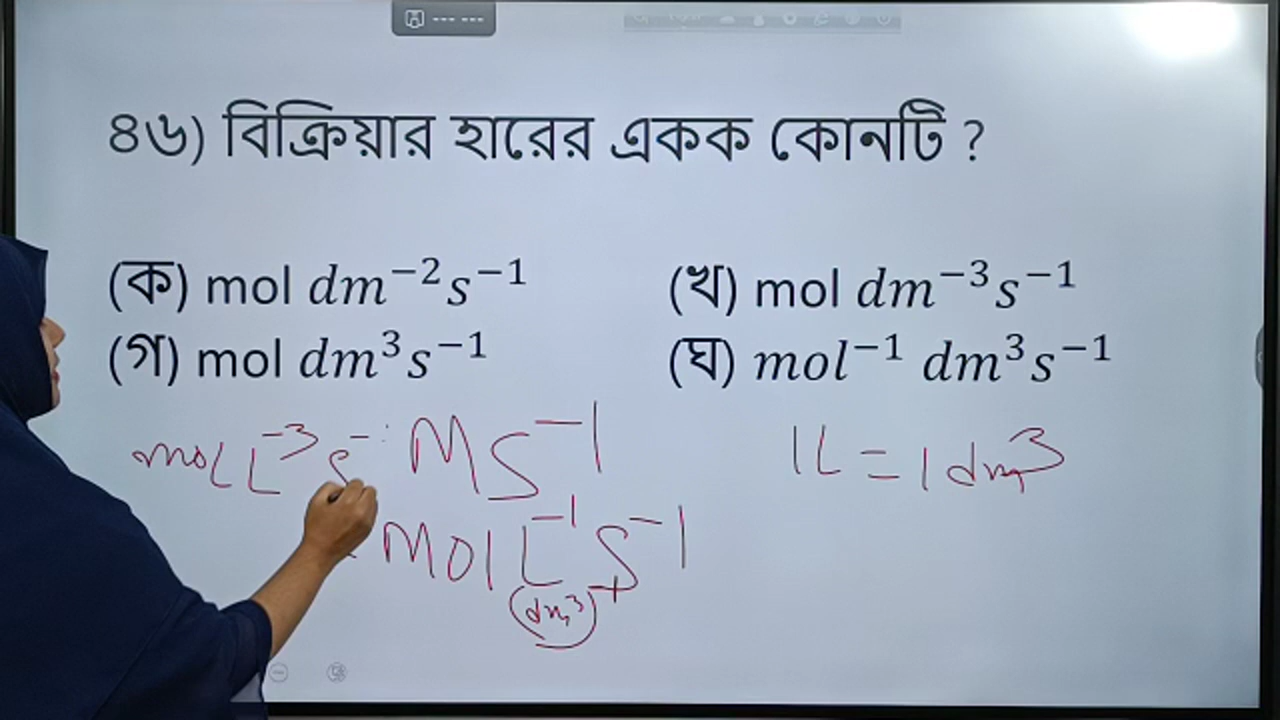 ৪৬) বিক্রিয়ার হারের একক কোনটি ?
(ক) mol dm⁻²s⁻¹ (খ) mol dm⁻³s⁻¹
(গ) mol dm³s⁻¹ (ঘ) mol⁻¹ dm³s⁻¹
mol L⁻³ s⁻ MS⁻¹ 1L = 1dm³
mol L⁻¹ S⁻¹
(dm³)